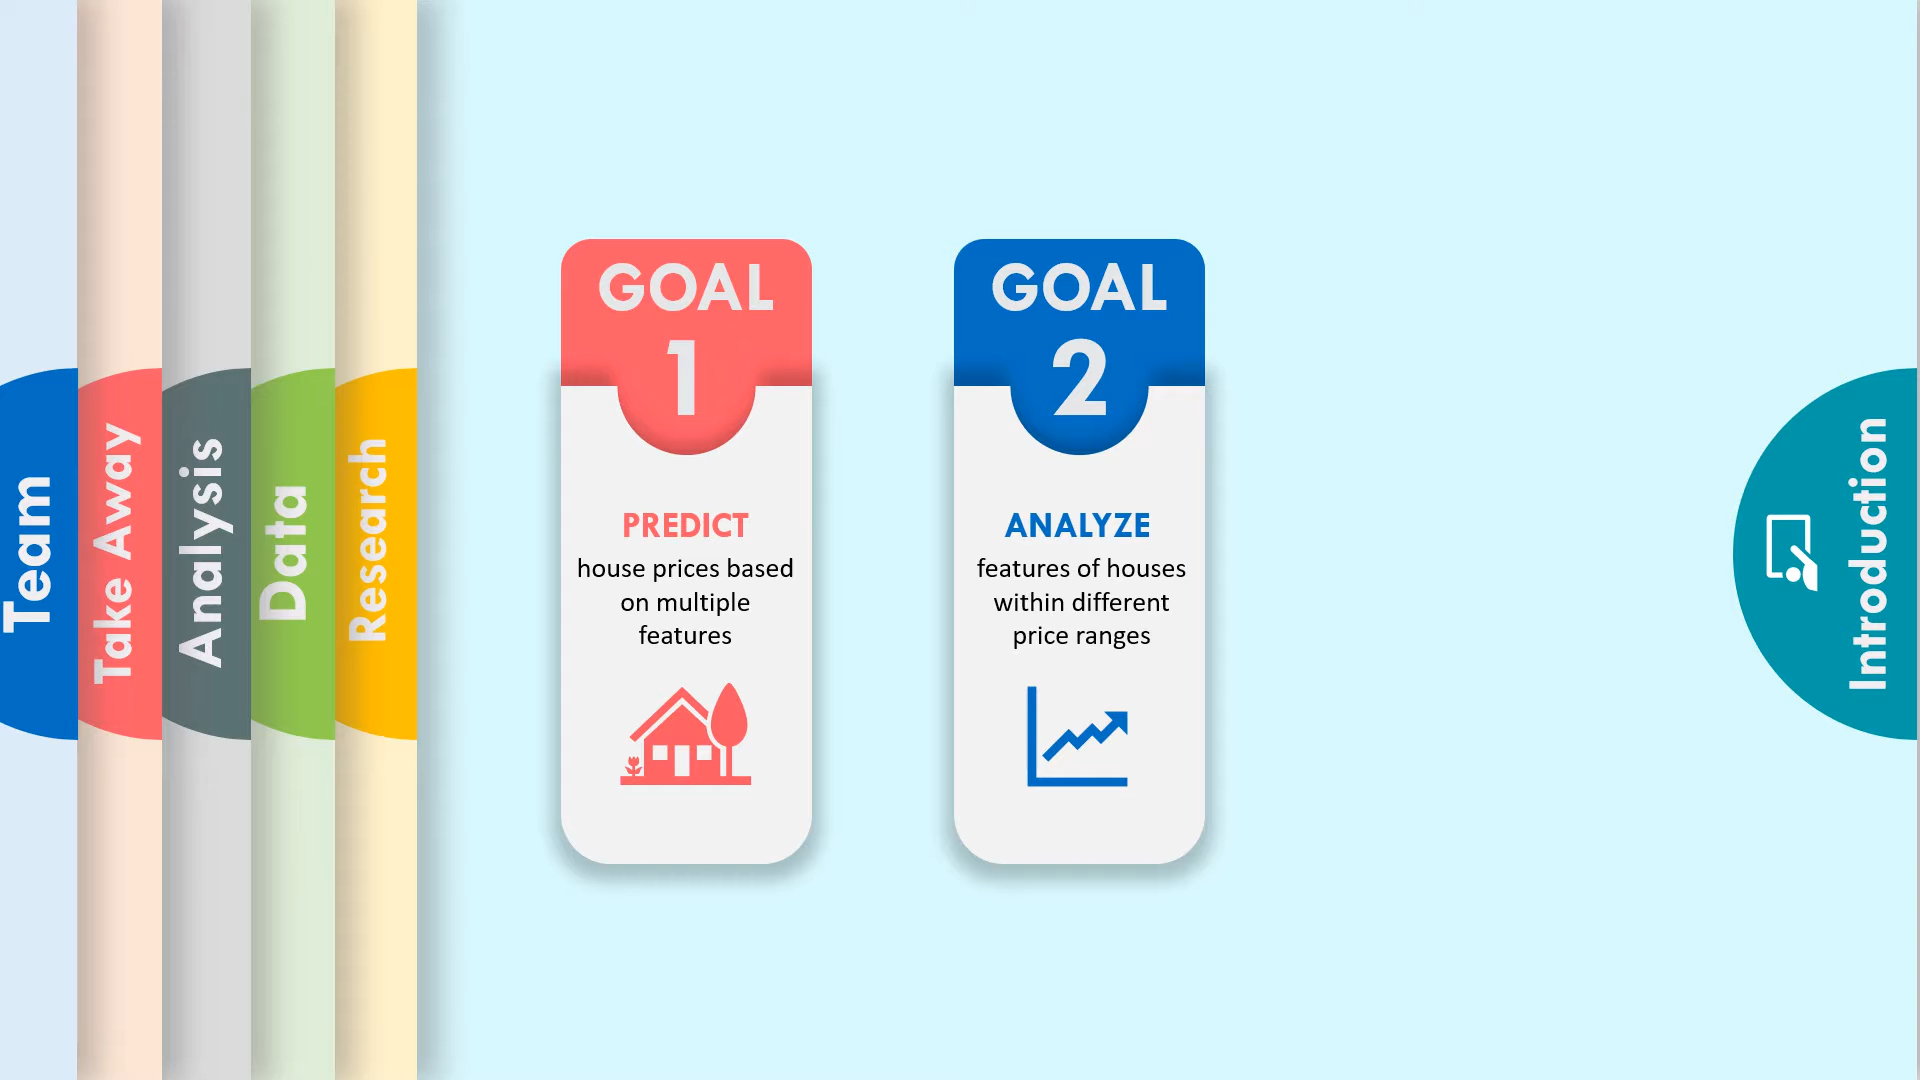 Team
Take Away
Analysis
Data
Research
GOAL
1
PREDICT
house prices based
on multiple
features
GOAL
2
ANALYZE
features of houses
within different
price ranges
Introduction